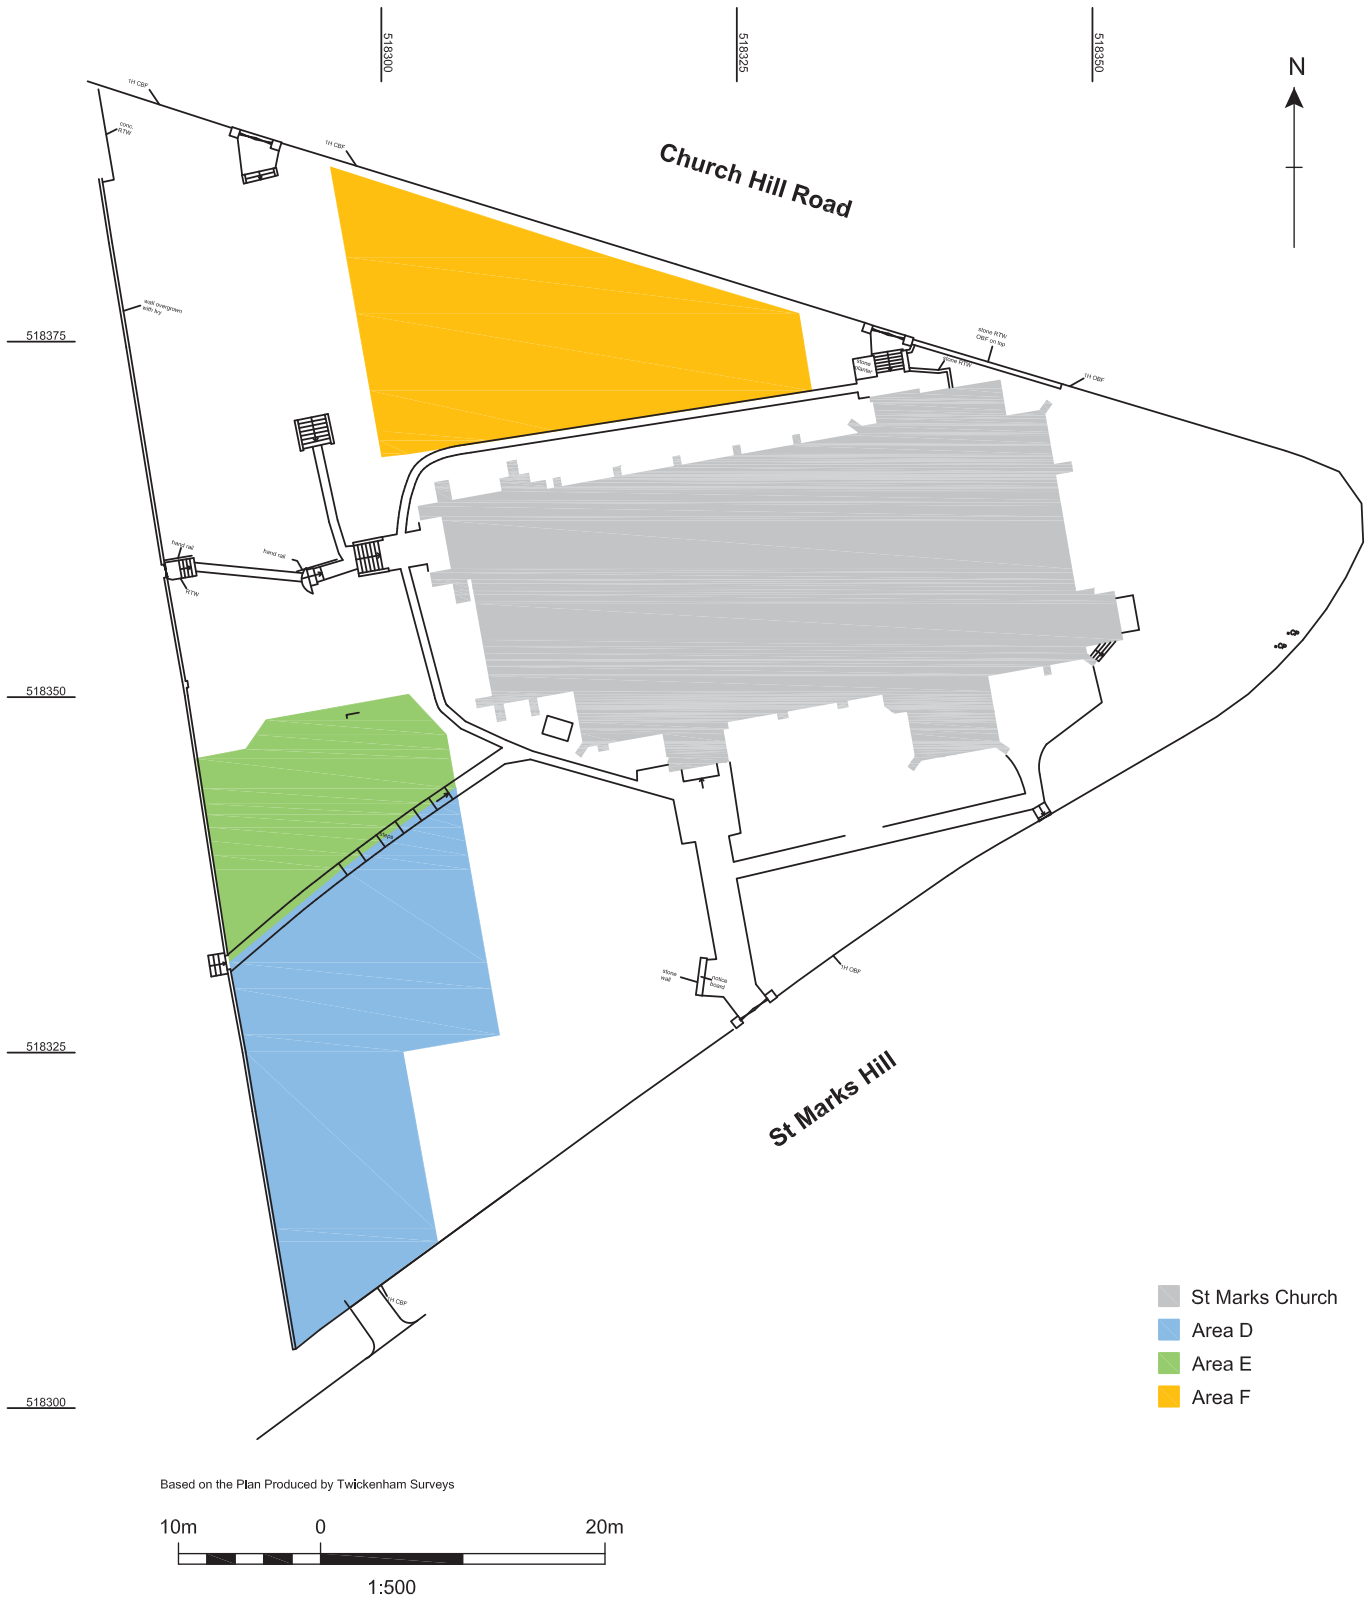 518300
518325
518350
N
1H CBF
conc.
RTW
1H CBF
Church Hill Road
wall overgrown
with Ivy
518375
stone RTW
OBF on top
stone
planter
stone RTW
1H OBF
hand rail
hand rail
RTW
518350
steps
stone
wall
notice
board
1H OBF
518325
St Marks Hill
1H CBF
St Marks Church
Area D
Area E
Area F
518300
Based on the Plan Produced by Twickenham Surveys
10m 0 20m
1:500